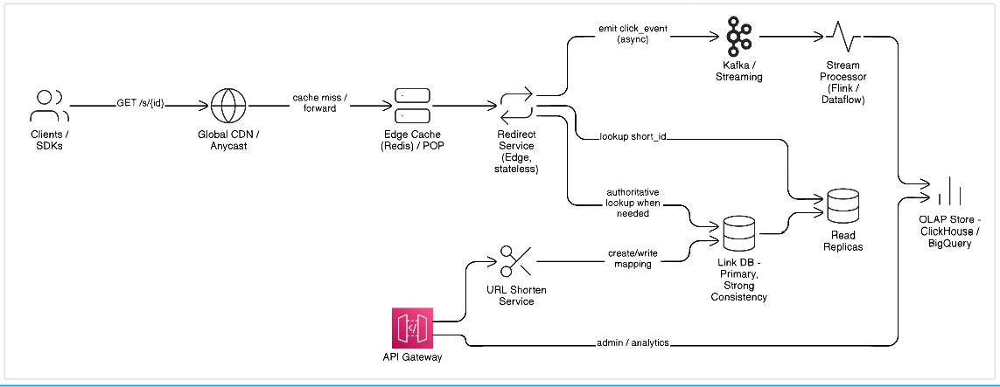 emit click_event
(async)
Kafka /
Streaming
Stream
Processor
(Flink /
Dataflow)
GET /s/{id}
cache miss /
forward
Clients /
SDKs
Global CDN /
Anycast
Edge Cache
(Redis) / POP
Redirect
Service
(Edge,
stateless)
lookup short_id
authoritative
lookup when
needed
Read
Replicas
OLAP Store -
ClickHouse /
BigQuery
create/write
mapping
Link DB -
Primary,
Strong
Consistency
URL Shorten
Service
API Gateway
admin / analytics